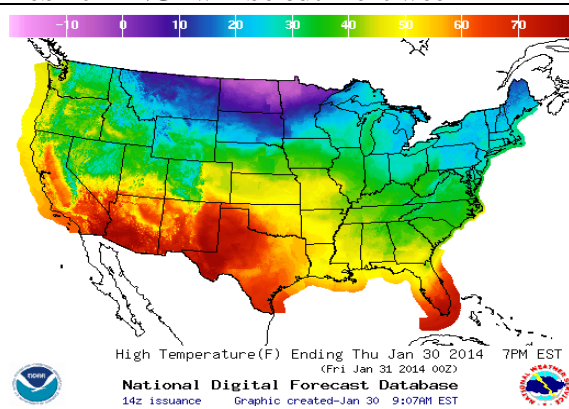 -10 0 10 20 30 40 50 60 70
High Temperature(F) Ending Thu Jan 30 2014 7PM EST
(Fri Jan 31 2014 00Z)
National Digital Forecast Database
14z issuance Graphic created-Jan 30 9:07AM EST
NOAA